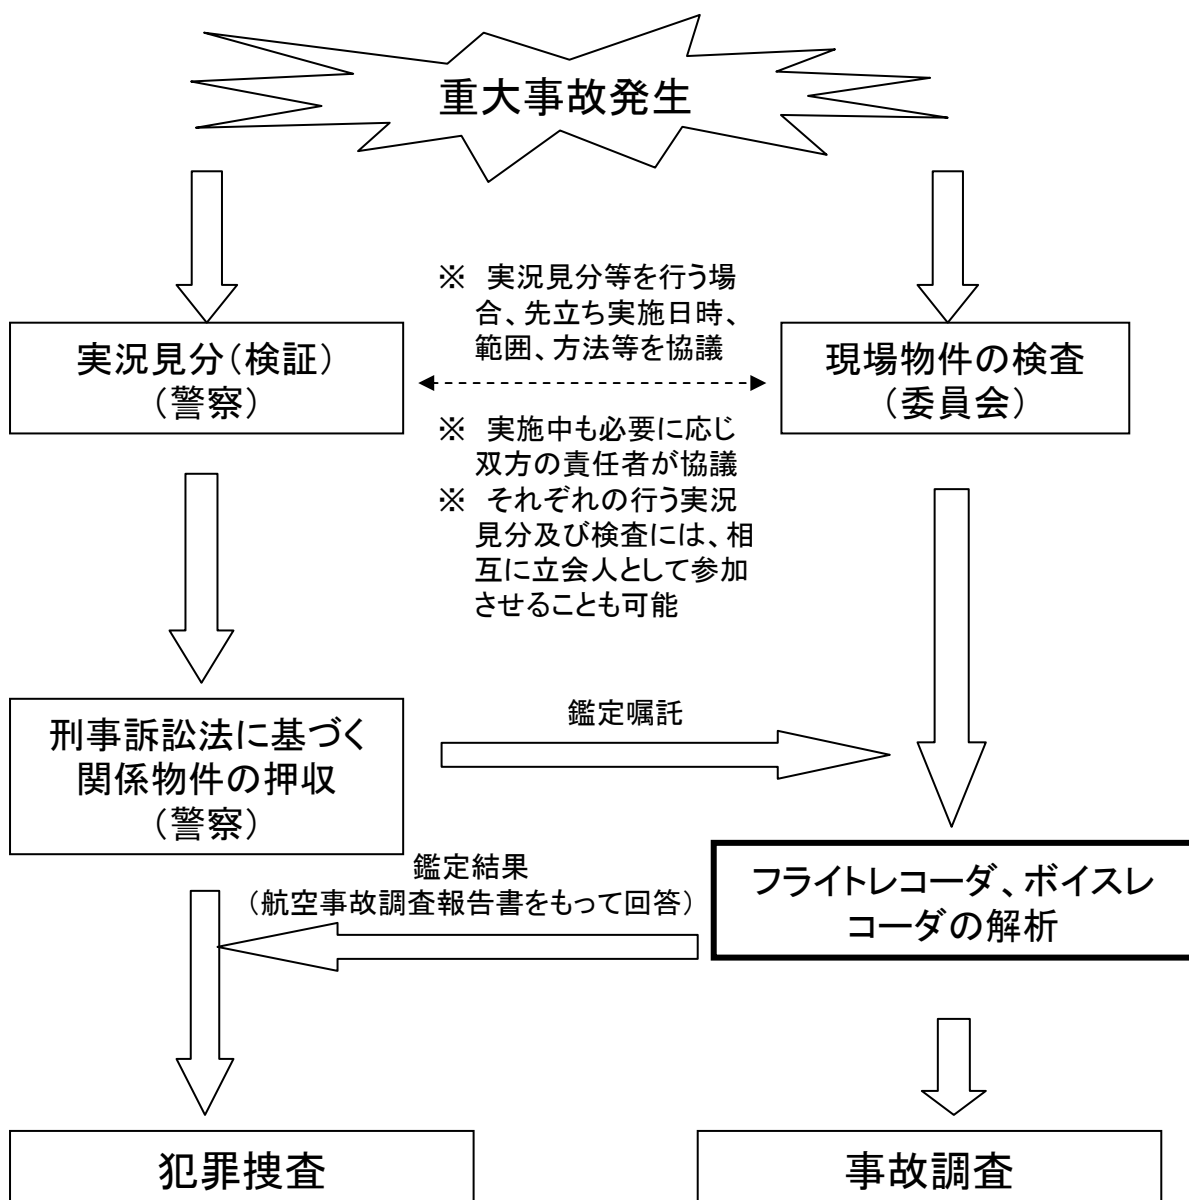 重大事故発生
※　実況見分等を行う場
合、先立ち実施日時、
範囲、方法等を協議
実況見分（検証）
（警察）
現場物件の検査
（委員会）
※　実施中も必要に応じ
双方の責任者が協議
※　それぞれの行う実況
見分及び検査には、相
互に立会人として参加
させることも可能
鑑定嘱託
刑事訴訟法に基づく
関係物件の押収
（警察）
鑑定結果
（航空事故調査報告書をもって回答）
フライトレコーダ、ボイスレ
コーダの解析
犯罪捜査
事故調査